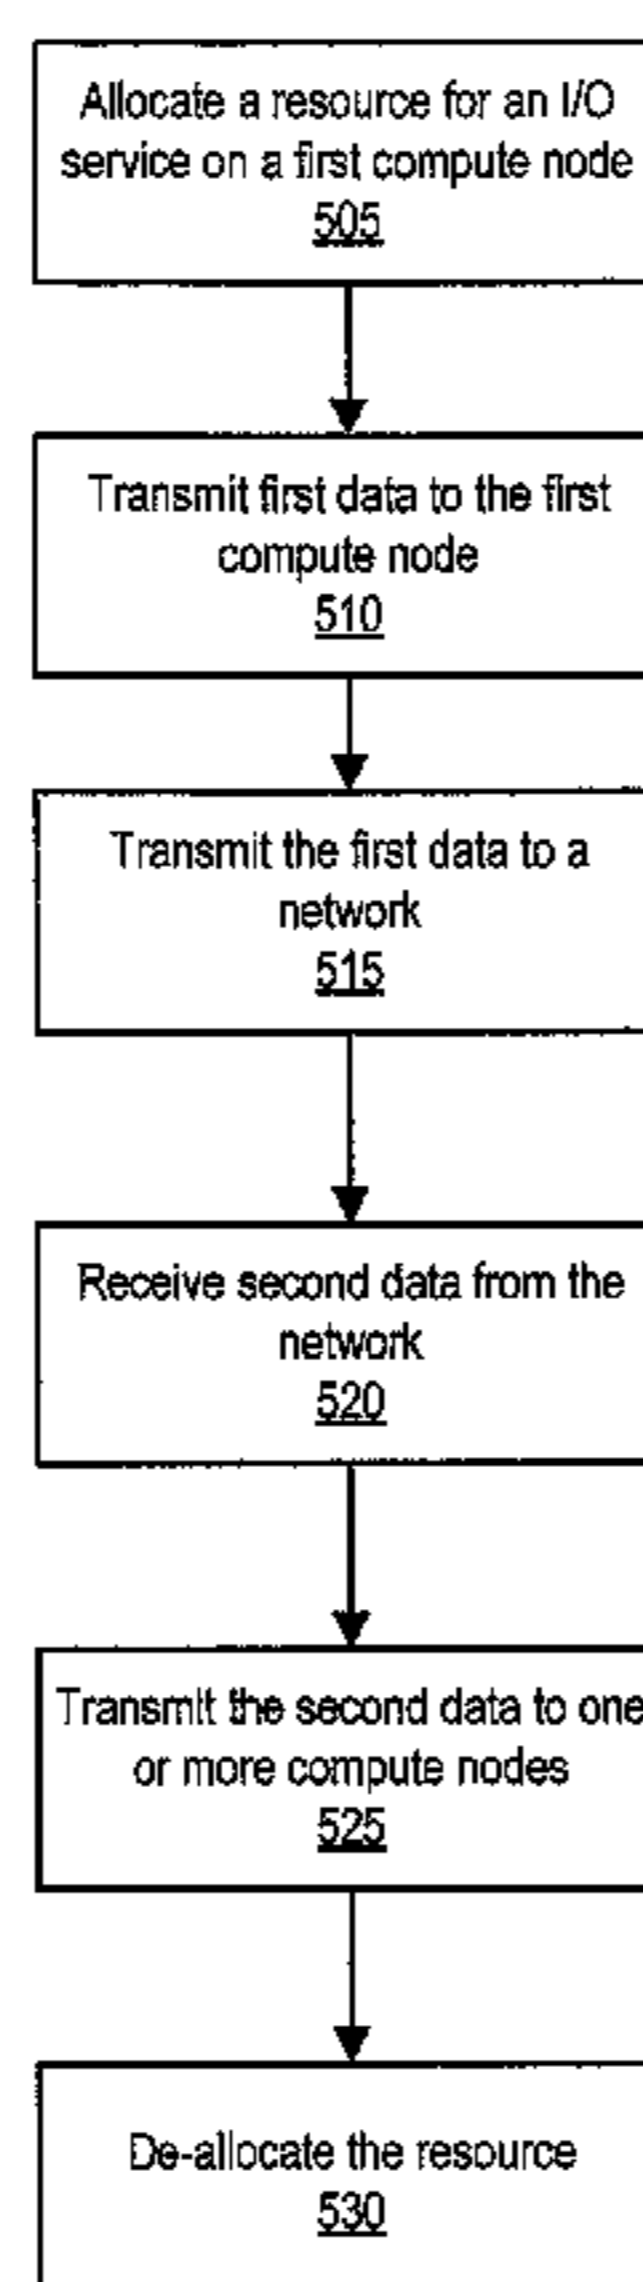 Allocate a resource for an I/O
service on a first compute node
505
Transmit first data to the first
compute node
510
Transmit the first data to a
network
515
Receive second data from the
network
520
Transmit the second data to one
or more compute nodes
525
De-allocate the resource
530